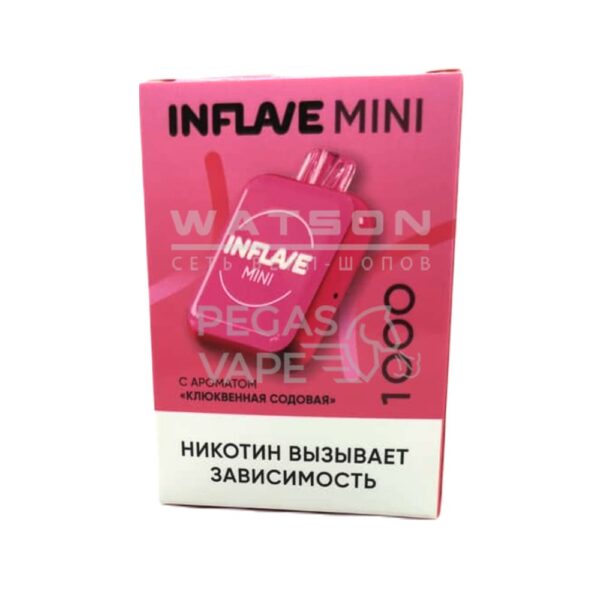 INFLAVE MINI
WATSON
СЕТЬ ВЕЙП-ШОПОВ
INFLAVE
MINI
PEGAS
VAPE
1000
С АРОМАТОМ
«КЛЮКВЕННАЯ СОДОВАЯ»
НИКОТИН ВЫЗЫВАЕТ
ЗАВИСИМОСТЬ